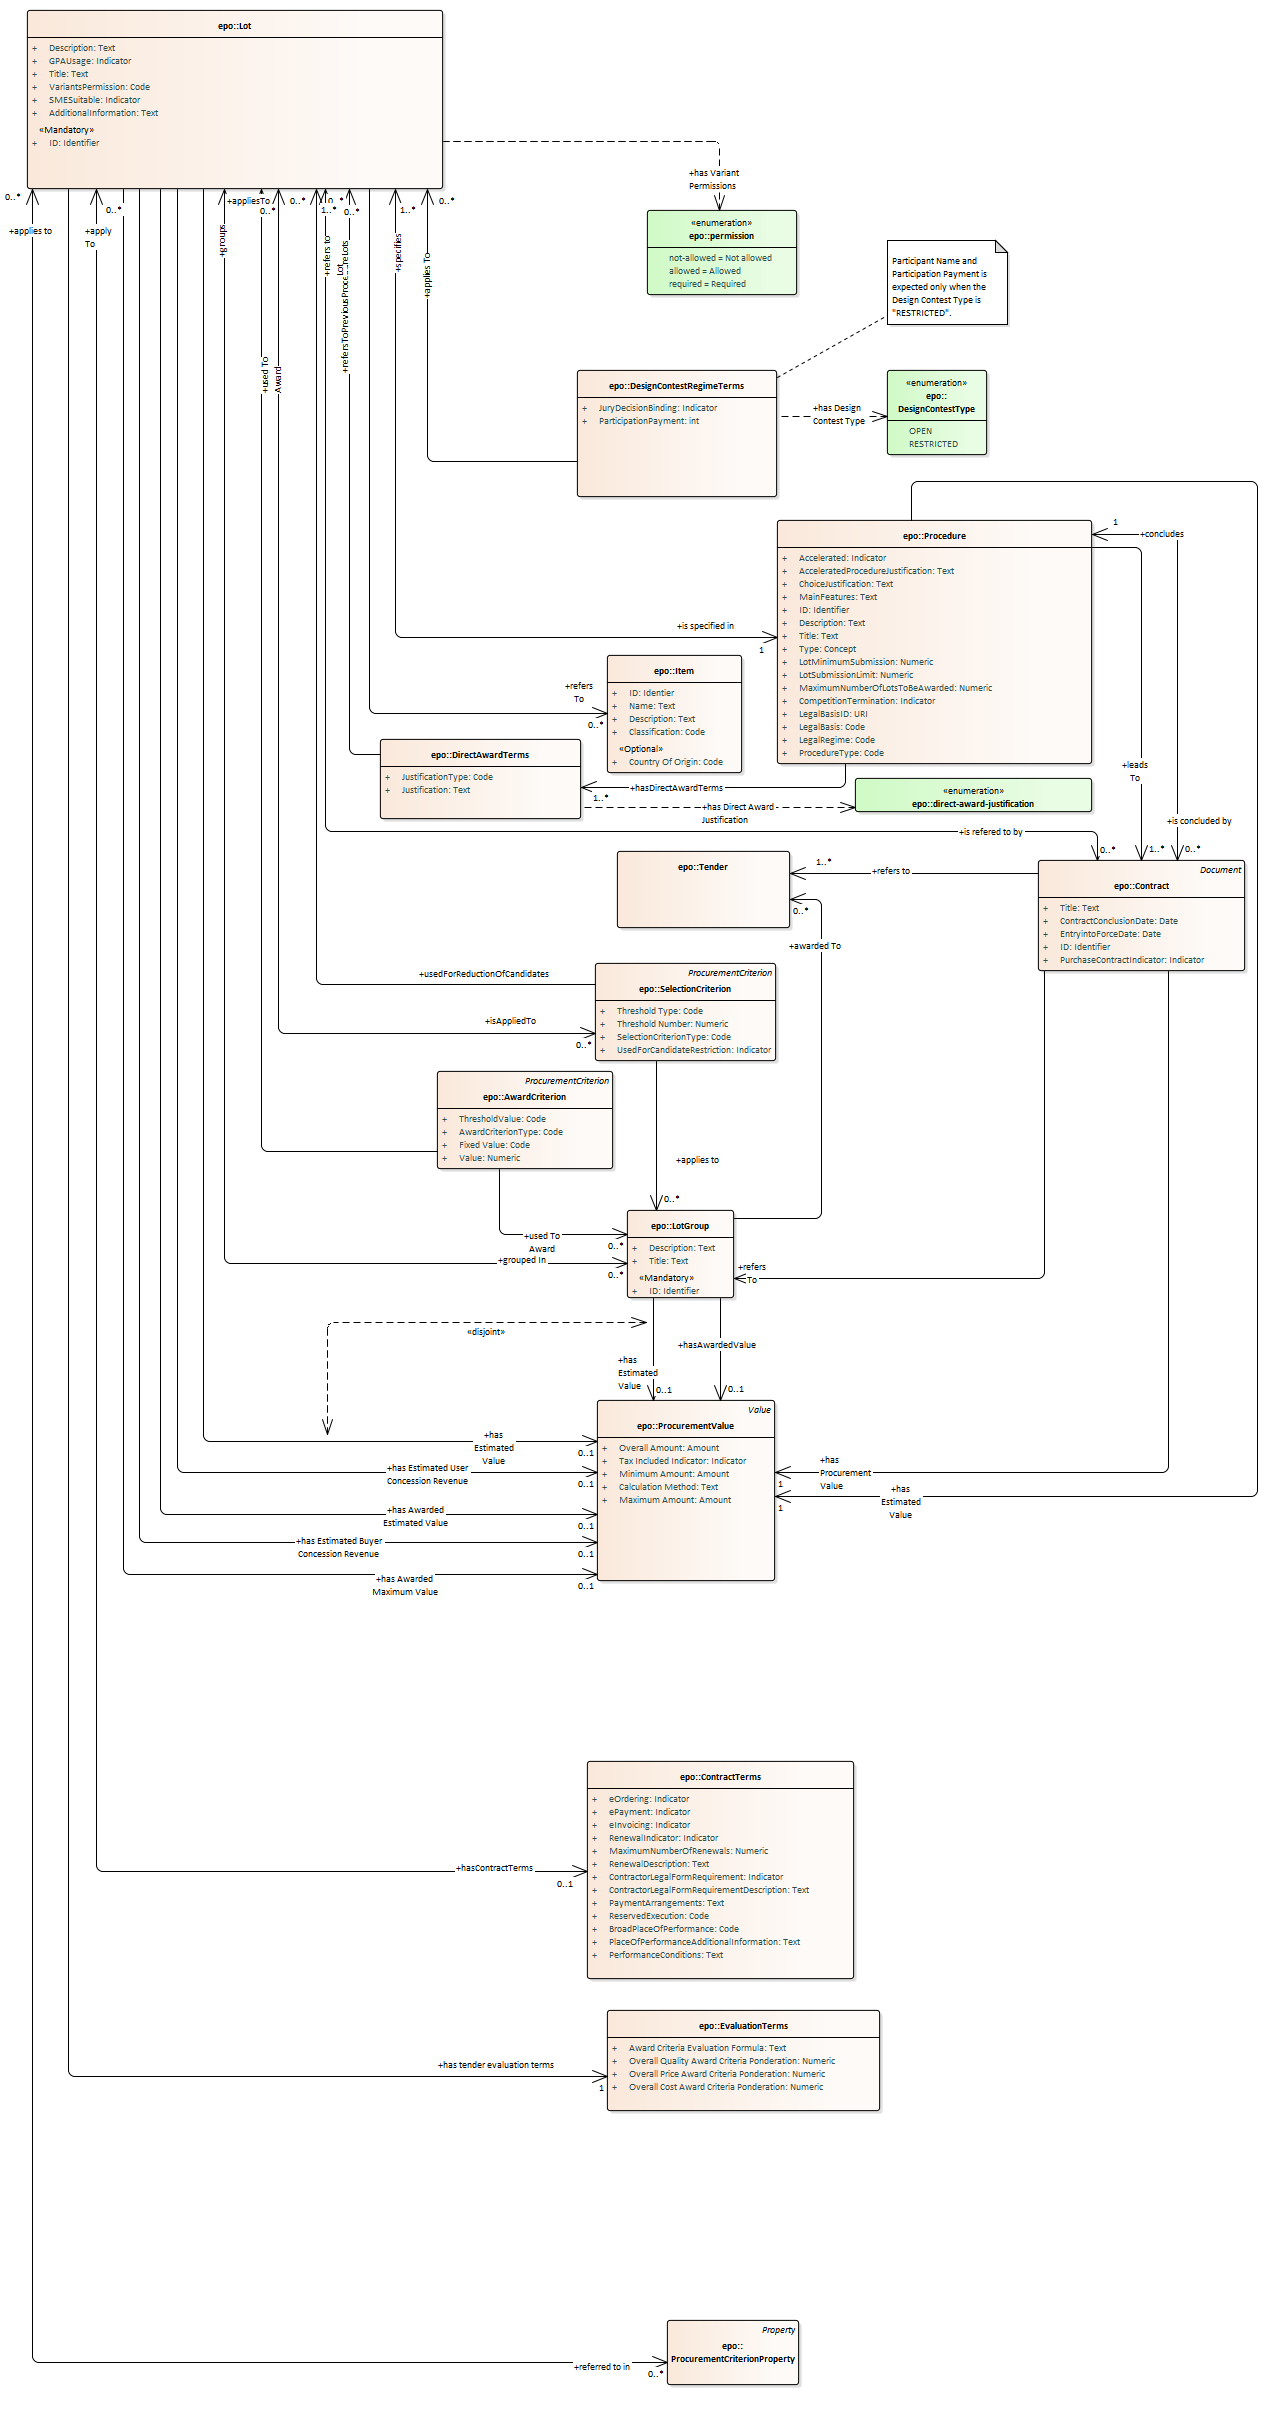 epo::Lot
+ Description: Text
+ GPAUsage: Indicator
+ Title: Text
+ VariantsPermission: Code
+ SMESuitable: Indicator
+ AdditionalInformation: Text
«Mandatory»
+ ID: Identifier
+has Variant
Permissions
«enumeration»
epo::permission
not-allowed = Not allowed
allowed = Allowed
required = Required
0..*
+applies to
+apply
To
0..*
+groups
+appliesTo
0..*
0..*
1..*
0..*
0..*
1..*
0..*
+refers to
Lot
+specifies
+applies To
+used To
Award
Participant Name and
Participation Payment is
expected only when the
Design Contest Type is
"RESTRICTED".
epo::DesignContestRegimeTerms
+ JuryDecisionBinding: Indicator
+ ParticipationPayment: int
+has Design
Contest Type
«enumeration»
epo::
DesignContestType
OPEN
RESTRICTED
epo::Procedure
+ Accelerated: Indicator
+ AcceleratedProcedureJustification: Text
+ ChoiceJustification: Text
+ MainFeatures: Text
+ ID: Identifier
+ Description: Text
+ Title: Text
+ Type: Concept
+ LotMinimumSubmission: Numeric
+ LotSubmissionLimit: Numeric
+ MaximumNumberOfLotsToBeAwarded: Numeric
+ CompetitionTermination: Indicator
+ LegalBasisID: URI
+ LegalBasis: Code
+ LegalRegime: Code
+ ProcedureType: Code
1
+concludes
+is specified in
1
epo::Item
+ ID: Identier
+ Name: Text
+ Description: Text
+ Classification: Code
«Optional»
+ Country Of Origin: Code
+refers
To
0..*
epo::DirectAwardTerms
+ JustificationType: Code
+ Justification: Text
+hasDirectAwardTerms
1..*
+has Direct Award
Justification
«enumeration»
epo::direct-award-justification
+leads
To
+is concluded by
+is refered to by
0..*
1..*
0..*
epo::Tender
1..*
+refers to
0..*
+awarded To
Document
epo::Contract
+ Title: Text
+ ContractConclusionDate: Date
+ EntryintoForceDate: Date
+ ID: Identifier
+ PurchaseContractIndicator: Indicator
+usedForReductionOfCandidates
ProcurementCriterion
epo::SelectionCriterion
+ Threshold Type: Code
+ Threshold Number: Numeric
+ SelectionCriterionType: Code
+ UsedForCandidateRestriction: Indicator
+isAppliedTo
0..*
ProcurementCriterion
epo::AwardCriterion
+ ThresholdValue: Code
+ AwardCriterionType: Code
+ Fixed Value: Code
+ Value: Numeric
+applies to
0..*
epo::LotGroup
+ Description: Text
+ Title: Text
«Mandatory»
+ ID: Identifier
+used To
Award
0..*
+grouped In
0..*
+refers
To
«disjoint»
+has
Estimated
Value
0..1
+hasAwardedValue
0..1
Value
epo::ProcurementValue
+ Overall Amount: Amount
+ Tax Included Indicator: Indicator
+ Minimum Amount: Amount
+ Calculation Method: Text
+ Maximum Amount: Amount
+has
Estimated
Value
0..1
+has Estimated User
Concession Revenue
0..1
+has Awarded
Estimated Value
0..1
+has Estimated Buyer
Concession Revenue
0..1
+has Awarded
Maximum Value
0..1
+has
Procurement
Value
1
+has
Estimated
Value
1
epo::ContractTerms
+ eOrdering: Indicator
+ ePayment: Indicator
+ eInvoicing: Indicator
+ RenewalIndicator: Indicator
+ MaximumNumberOfRenewals: Numeric
+ RenewalDescription: Text
+ ContractorLegalFormRequirement: Indicator
+ ContractorLegalFormRequirementDescription: Text
+ PaymentArrangements: Text
+ ReservedExecution: Code
+ BroadPlaceOfPerformance: Code
+ PlaceOfPerformanceAdditionalInformation: Text
+ PerformanceConditions: Text
+hasContractTerms
0..1
epo::EvaluationTerms
+ Award Criteria Evaluation Formula: Text
+ Overall Quality Award Criteria Ponderation: Numeric
+ Overall Price Award Criteria Ponderation: Numeric
+ Overall Cost Award Criteria Ponderation: Numeric
+has tender evaluation terms
1
Property
epo::
ProcurementCriterionProperty
+referred to in
0..*